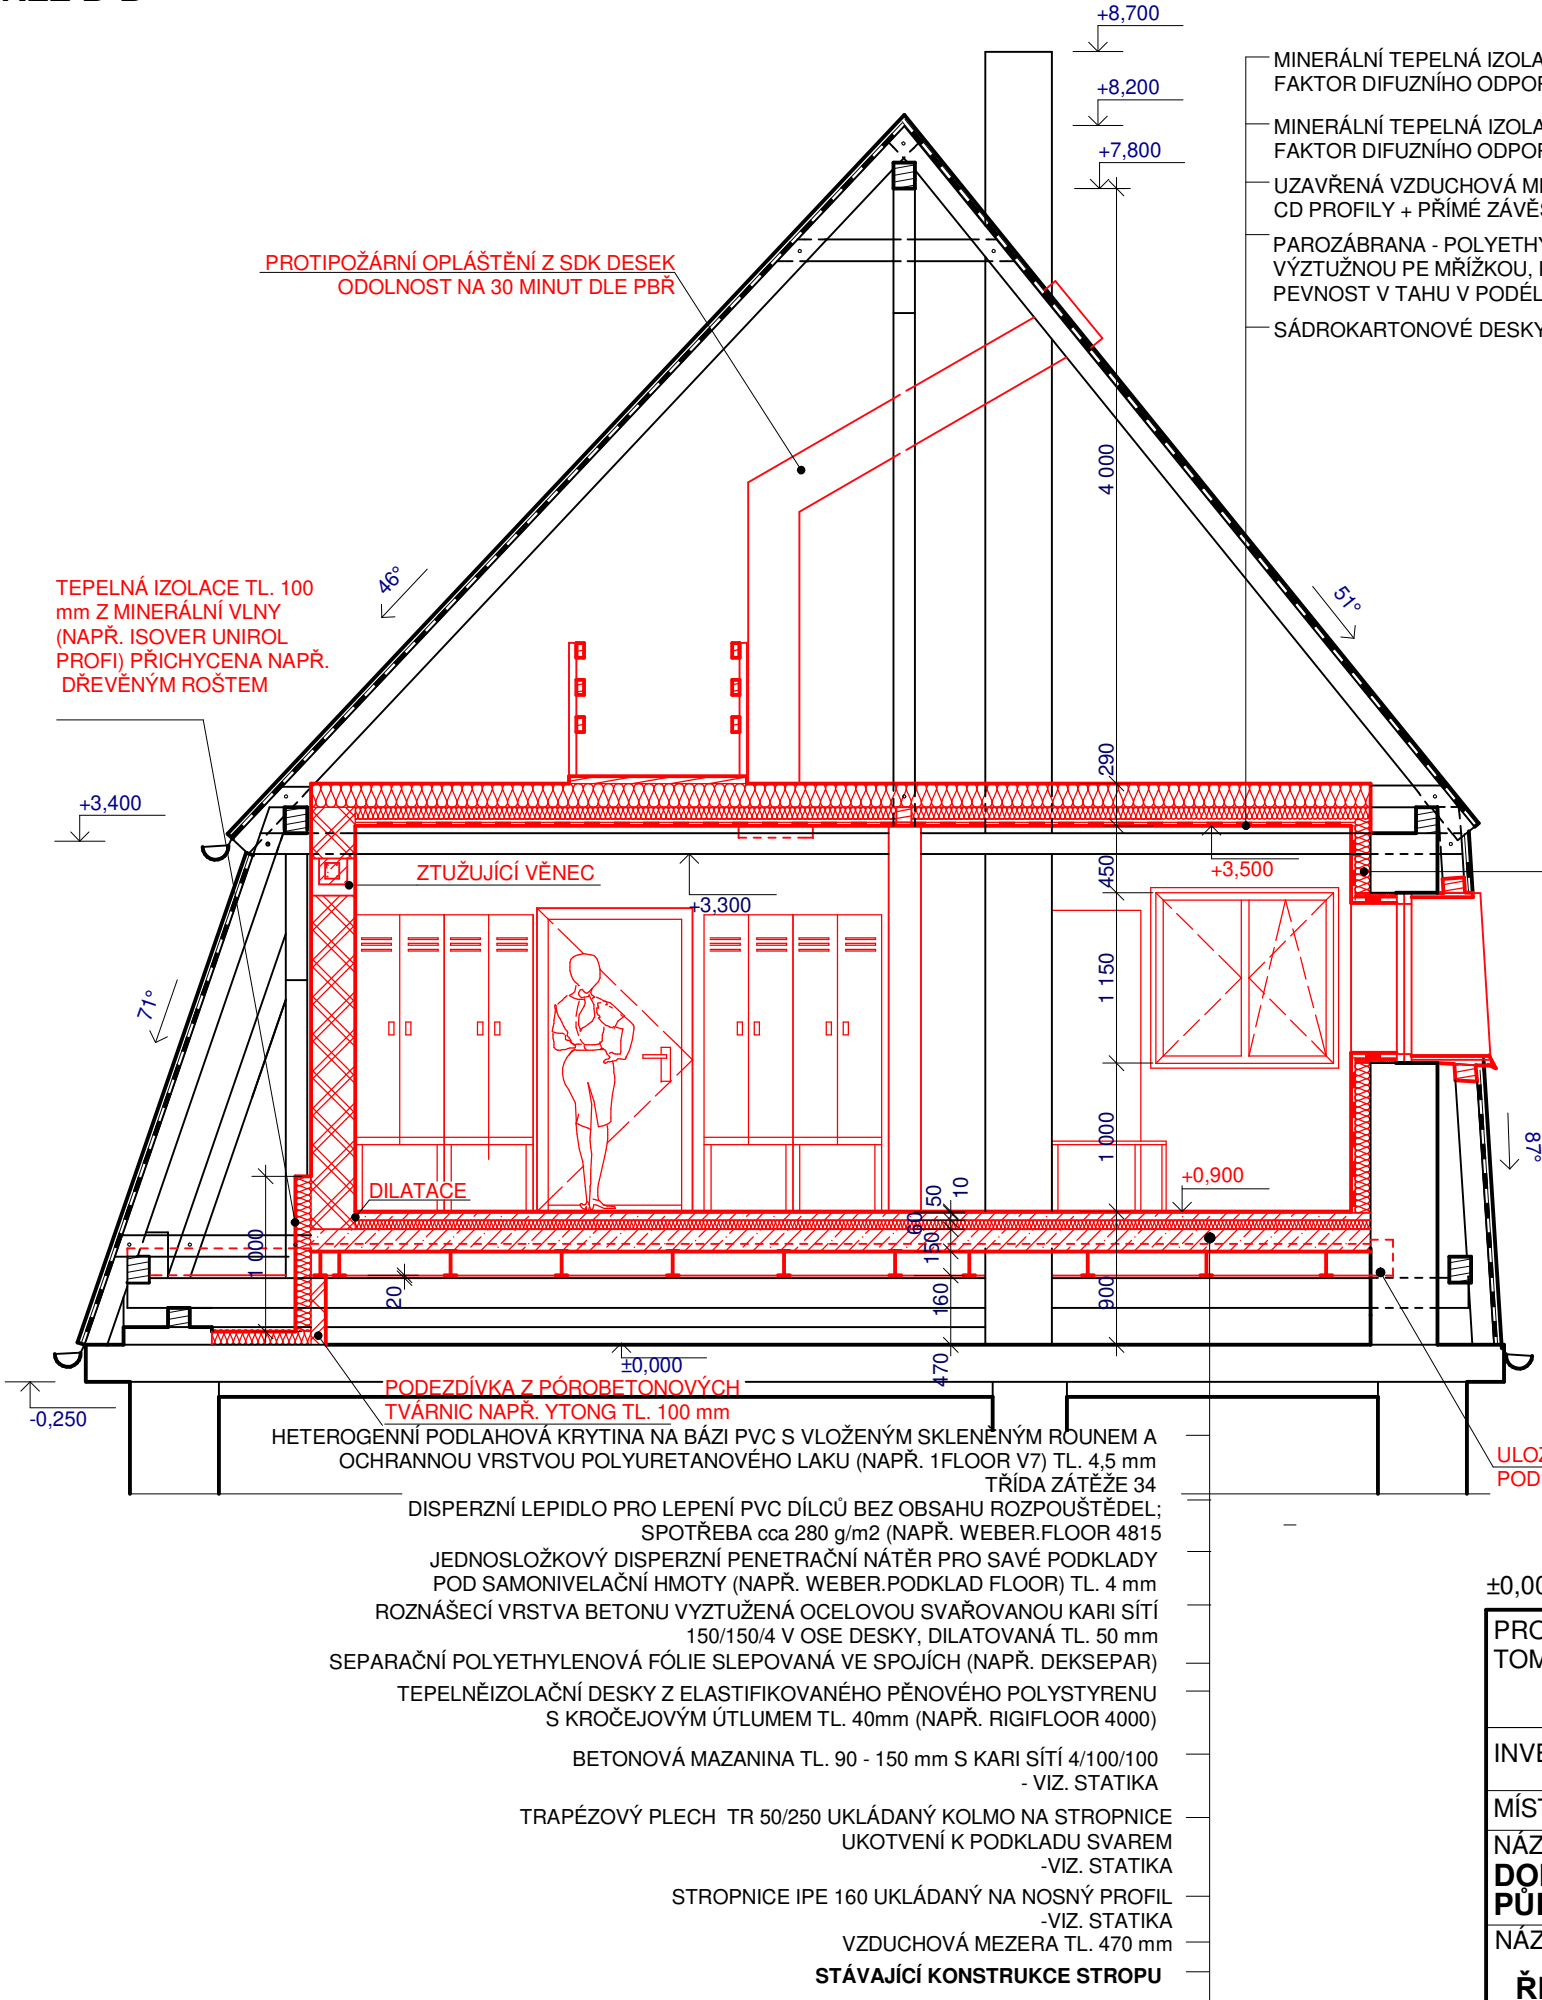 +8,700
+8,200
+7,800
MINERÁLNÍ TEPELNÁ
FAKTOR DIFUZNÍHO
MINERÁLNÍ TEPELNÁ
FAKTOR DIFUZNÍHO
UZAVŘENÁ VZDUCHOVÁ
CD PROFILY + PŘÍMÉ
PAROZÁBRANA -
VÝZTUŽNOU PE MŘÍŽKOU,
PEVNOST V TAHU V
SÁDROKARTONOVÉ DESKY
PROTIPOŽÁRNÍ OPLÁŠTĚNÍ Z SDK DESEK
ODOLNOST NA 30 MINUT DLE PBŘ
4 000
46°
51°
TEPELNÁ IZOLACE TL. 100
mm Z MINERÁLNÍ VLNY
(NAPŘ. ISOVER UNIROL
PROFI) PŘICHYCENA NAPŘ.
DŘEVĚNÝM ROŠTEM
290
+3,400
ZTUŽUJÍCÍ VĚNEC
+3,300
450
+3,500
1 150
71°
1 000
87°
DILATACE
+0,900
50
10
60
150
1 000
20
160
900
470
±0,000
-0,250
PODEZDÍVKA Z PÓROBETONOVÝCH
TVÁRNIC NAPŘ. YTONG TL. 100 mm
HETEROGENNÍ PODLAHOVÁ KRYTINA NA BÁZI PVC S VLOŽENÝM SKLENĚNÝM ROUNEM A
OCHRANNOU VRSTVOU POLYURETANOVÉHO LAKU (NAPŘ. 1FLOOR V7) TL. 4,5 mm
TŘÍDA ZÁTĚŽE 34
DISPERZNÍ LEPIDLO PRO LEPENÍ PVC DÍLCŮ BEZ OBSAHU ROZPOUŠTĚDEL;
SPOTŘEBA cca 280 g/m2 (NAPŘ. WEBER.FLOOR 4815
JEDNOSLOŽKOVÝ DISPERZNÍ PENETRAČNÍ NÁTĚR PRO SAVÉ PODKLADY
POD SAMONIVELAČNÍ HMOTY (NAPŘ. WEBER.PODKLAD FLOOR) TL. 4 mm
ROZNÁŠECÍ VRSTVA BETONU VYZTUŽENÁ OCELOVOU SVAŘOVANOU KARI SÍTÍ
150/150/4 V OSE DESKY, DILATOVANÁ TL. 50 mm
SEPARAČNÍ POLYETHYLENOVÁ FÓLIE SLEPOVANÁ VE SPOJÍCH (NAPŘ. DEKSEPAR)
TEPELNĚIZOLAČNÍ DESKY Z ELASTIFIKOVANÉHO PĚNOVÉHO POLYSTYRENU
S KROČEJOVÝM ÚTLUMEM TL. 40mm (NAPŘ. RIGIFLOOR 4000)
BETONOVÁ MAZANINA TL. 90 - 150 mm S KARI SÍTÍ 4/100/100
- VIZ. STATIKA
TRAPÉZOVÝ PLECH TR 50/250 UKLÁDANÝ KOLMO NA STROPNICE
UKOTVENÍ K PODKLADU SVAREM
-VIZ. STATIKA
STROPNICE IPE 160 UKLÁDANÝ NA NOSNÝ PROFIL
-VIZ. STATIKA
VZDUCHOVÁ MEZERA TL. 470 mm
STÁVAJÍCÍ KONSTRUKCE STROPU